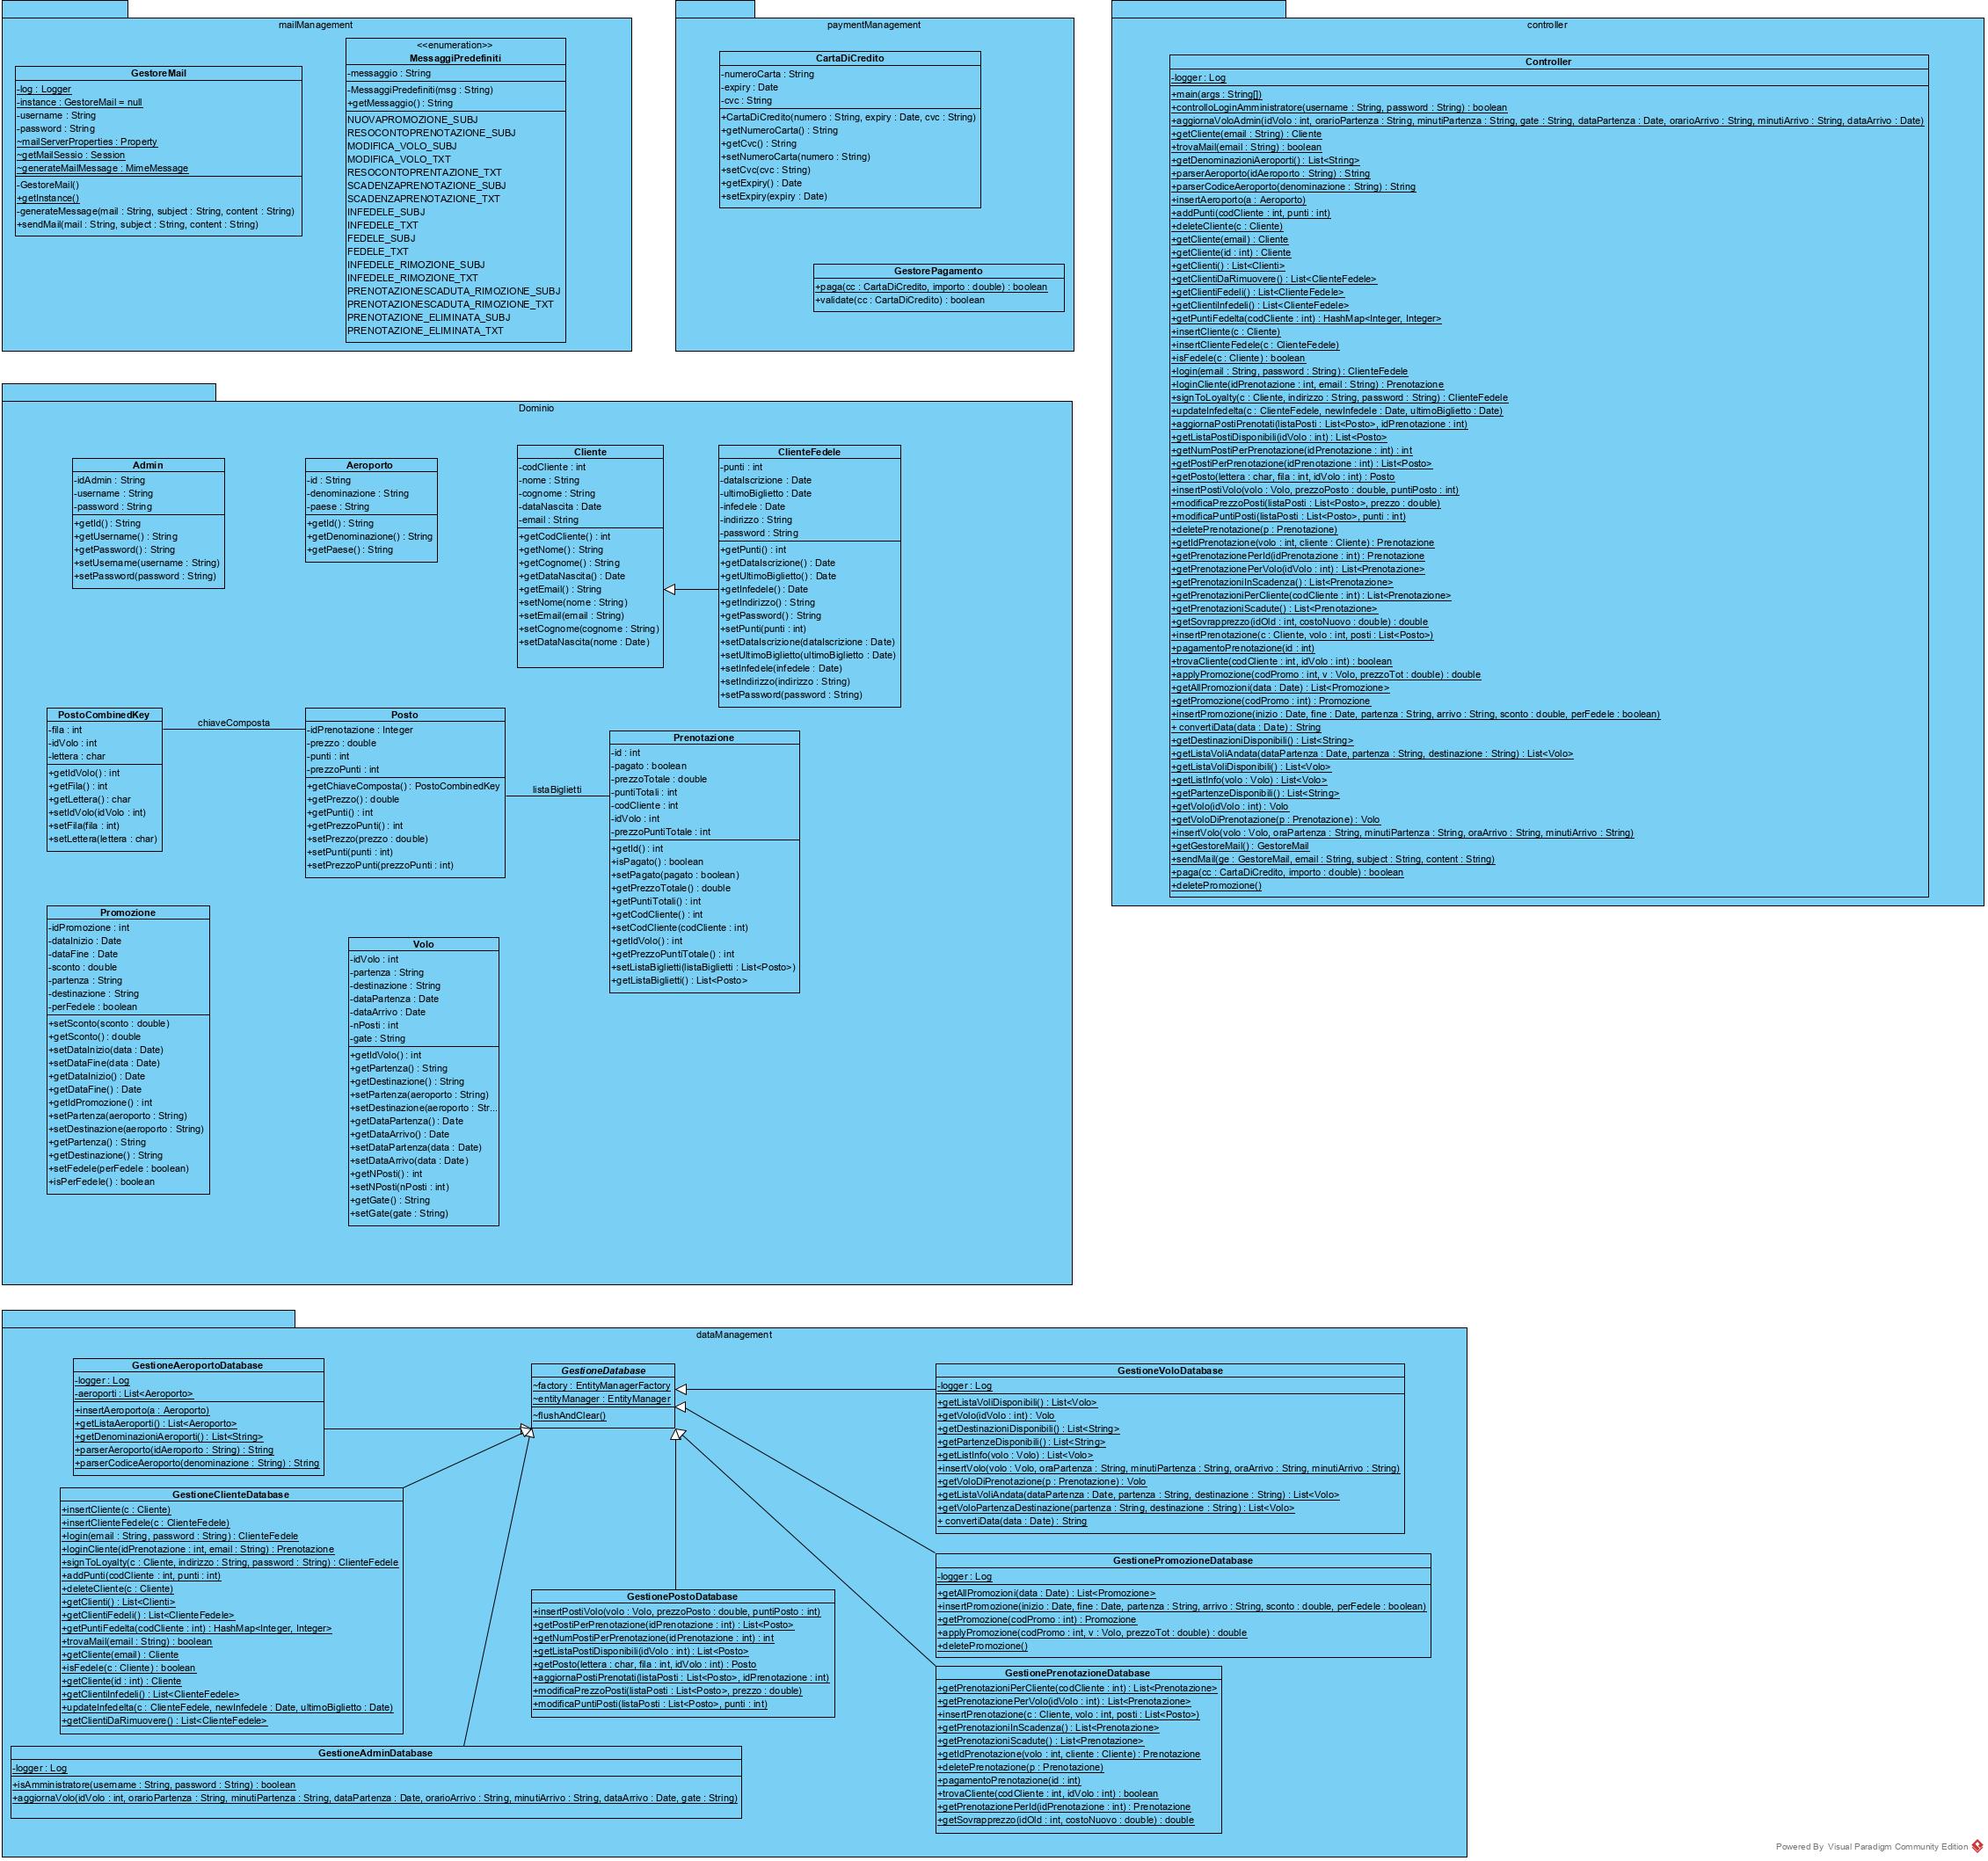 mailManagement
GestoreMail
-log : Logger
-instance : GestoreMail = null
-username : String
-password : String
~mailServerProperties : Property
~getMailSessio : Session
~generateMailMessage : MimeMessage
-GestoreMail()
+getInstance()
-generateMessage(mail : String, subject : String, content : String)
+sendMail(mail : String, subject : String, content : String)
<<enumeration>>
MessaggiPredefiniti
-messaggio : String
-MessaggiPredefiniti(msg : String)
+getMessaggio() : String
NUOVAPROMOZIONE_SUBJ
RESOCONTOPRENOTAZIONE_SUBJ
MODIFICA_VOLO_SUBJ
MODIFICA_VOLO_TXT
RESOCONTOPRENTAZIONE_TXT
SCADENZAPRENOTAZIONE_SUBJ
SCADENZAPRENOTAZIONE_TXT
INFEDELE_SUBJ
INFEDELE_TXT
FEDELE_SUBJ
FEDELE_TXT
INFEDELE_RIMOZIONE_SUBJ
INFEDELE_RIMOZIONE_TXT
PRENOTAZIONESCADUTA_RIMOZIONE_SUBJ
PRENOTAZIONESCADUTA_RIMOZIONE_TXT
PRENOTAZIONE_ELIMINATA_SUBJ
PRENOTAZIONE_ELIMINATA_TXT
paymentManagement
CartaDiCredito
-numeroCarta : String
-expiry : Date
-cvc : String
+CartaDiCredito(numero : String, expiry : Date, cvc : String)
+getNumeroCarta() : String
+getCvc() : String
+setNumeroCarta(numero : String)
+setCvc(cvc : String)
+getExpiry() : Date
+setExpiry(expiry : Date)
GestorePagamento
+paga(cc : CartaDiCredito, importo : double) : boolean
+validate(cc : CartaDiCredito) : boolean
controller
Controller
-logger : Log
+main(args : String[])
+controlloLoginAmministratore(username : String, password : String) : boolean
+aggiornaVoloAdmin(idVolo : int, orarioPartenza : String, minutiPartenza : String, gate : String, dataPartenza : Date, orarioArrivo : String, minutiArrivo : String, dataArrivo : Date)
+getCliente(email : String) : Cliente
+trovaMail(email : String) : boolean
+getDenominazioniAeroporti() : List<String>
+parserAeroporto(idAeroporto : String) : String
+parserCodiceAeroporto(denominazione : String) : String
+insertAeroporto(a : Aeroporto)
+addPunti(codCliente : int, punti : int)
+deleteCliente(c : Cliente)
+getCliente(email) : Cliente
+getCliente(id : int) : Cliente
+getClienti() : List<Clienti>
+getClientiDaRimuovere() : List<ClienteFedele>
+getClientiFedeli() : List<ClienteFedele>
+getClientiInfedeli() : List<ClienteFedele>
+getPuntiFedelta(codCliente : int) : HashMap<Integer, Integer>
+insertCliente(c : Cliente)
+insertClienteFedele(c : ClienteFedele)
+isFedele(c : Cliente) : boolean
+login(email : String, password : String) : ClienteFedele
+loginCliente(idPrenotazione : int, email : String) : Prenotazione
+signToLoyalty(c : Cliente, indirizzo : String, password : String) : ClienteFedele
+updateInfedelta(c : ClienteFedele, newInfedele : Date, ultimoBiglietto : Date)
+aggiornaPostiPrenotati(listaPosti : List<Posto>, idPrenotazione : int)
+getListaPostiDisponibili(idVolo : int) : List<Posto>
+getNumPostiPerPrenotazione(idPrenotazione : int) : int
+getPostiPerPrenotazione(idPrenotazione : int) : List<Posto>
+getPosto(lettera : char, fila : int, idVolo : int) : Posto
+insertPostiVolo(volo : Volo, prezzoPosto : double, puntiPosto : int)
+modificaPrezzoPosti(listaPosti : List<Posto>, prezzo : double)
+modificaPuntiPosti(listaPosti : List<Posto>, punti : int)
+deletePrenotazione(p : Prenotazione)
+getIdPrenotazione(volo : int, cliente : Cliente) : Prenotazione
+getPrenotazionePerId(idPrenotazione : int) : Prenotazione
+getPrenotazionePerVolo(idVolo : int) : List<Prenotazione>
+getPrenotazioniInScadenza() : List<Prenotazione>
+getPrenotazioniPerCliente(codCliente : int) : List<Prenotazione>
+getPrenotazioniScadute() : List<Prenotazione>
+getSovrapprezzo(idOld : int, costoNuovo : double) : double
+insertPrenotazione(c : Cliente, volo : int, posti : List<Posto>)
+pagamentoPrenotazione(id : int)
+trovaCliente(codCliente : int, idVolo : int) : boolean
+applyPromozione(codPromo : int, v : Volo, prezzoTot : double) : double
+getAllPromozioni(data : Date) : List<Promozione>
+getPromozione(codPromo : int) : Promozione
+insertPromozione(inizio : Date, fine : Date, partenza : String, arrivo : String, sconto : double, perFedele : boolean)
+ convertiData(data : Date) : String
+getDestinazioniDisponibili() : List<String>
+getListaVoliAndata(dataPartenza : Date, partenza : String, destinazione : String) : List<Volo>
+getListaVoliDisponibili() : List<Volo>
+getListInfo(volo : Volo) : List<Volo>
+getPartenzeDisponibili() : List<String>
+getVolo(idVolo : int) : Volo
+getVoloDiPrenotazione(p : Prenotazione) : Volo
+insertVolo(volo : Volo, oraPartenza : String, minutiPartenza : String, oraArrivo : String, minutiArrivo : String)
+getGestoreMail() : GestoreMail
+sendMail(ge : GestoreMail, email : String, subject : String, content : String)
+paga(cc : CartaDiCredito, importo : double) : boolean
+deletePromozione()
Dominio
Admin
-idAdmin : String
-username : String
-password : String
+getId() : String
+getUsername() : String
+getPassword() : String
+setUsername(username : String)
+setPassword(password : String)
Aeroporto
-id : String
-denominazione : String
-paese : String
+getId() : String
+getDenominazione() : String
+getPaese() : String
Cliente
-codCliente : int
-nome : String
-cognome : String
-dataNascita : Date
-email : String
+getCodCliente() : int
+getNome() : String
+getCognome() : String
+getDataNascita() : Date
+getEmail() : String
+setNome(nome : String)
+setEmail(email : String)
+setCognome(cognome : String)
+setDataNascita(nome : Date)
ClienteFedele
-punti : int
-dataIscrizione : Date
-ultimoBiglietto : Date
-infedele : Date
-indirizzo : String
-password : String
+getPunti() : int
+getDataIscrizione() : Date
+getUltimoBiglietto() : Date
+getInfedele() : Date
+getIndirizzo() : String
+getPassword() : String
+setPunti(punti : int)
+setDataIscrizione(dataIscrizione : Date)
+setUltimoBiglietto(ultimoBiglietto : Date)
+setInfedele(infedele : Date)
+setIndirizzo(indirizzo : String)
+setPassword(password : String)
PostoCombinedKey
-fila : int
-idVolo : int
-lettera : char
+getIdVolo() : int
+getFila() : int
+getLettera() : char
+setIdVolo(idVolo : int)
+setFila(fila : int)
+setLettera(lettera : char)
chiaveComposta
Posto
-idPrenotazione : Integer
-prezzo : double
-punti : int
-prezzoPunti : int
+getChiaveComposta() : PostoCombinedKey
+getPrezzo() : double
+getPunti() : int
+getPrezzoPunti() : int
+setPrezzo(prezzo : double)
+setPunti(punti : int)
+setPrezzoPunti(prezzoPunti : int)
listaBiglietti
Prenotazione
-id : int
-pagato : boolean
-prezzoTotale : double
-puntiTotali : int
-codCliente : int
-idVolo : int
-prezzoPuntiTotale : int
+getId() : int
+isPagato() : boolean
+setPagato(pagato : boolean)
+getPrezzoTotale() : double
+getPuntiTotali() : int
+getCodCliente() : int
+setCodCliente(codCliente : int)
+getIdVolo() : int
+getPrezzoPuntiTotale() : int
+setListaBiglietti(listaBiglietti : List<Posto>)
+getListaBiglietti() : List<Posto>
Promozione
-idPromozione : int
-dataInizio : Date
-dataFine : Date
-sconto : double
-partenza : String
-destinazione : String
-perFedele : boolean
+setSconto(sconto : double)
+getSconto() : double
+setDataInizio(data : Date)
+setDataFine(data : Date)
+getDataInizio() : Date
+getDataFine() : Date
+getIdPromozione() : int
+setPartenza(aeroporto : String)
+setDestinazione(aeroporto : String)
+getPartenza() : String
+getDestinazione() : String
+setFedele(perFedele : boolean)
+isPerFedele() : boolean
Volo
-idVolo : int
-partenza : String
-destinazione : String
-dataPartenza : Date
-dataArrivo : Date
-nPosti : int
-gate : String
+getIdVolo() : int
+getPartenza() : String
+getDestinazione() : String
+setPartenza(aeroporto : String)
+setDestinazione(aeroporto : Str...
+getDataPartenza() : Date
+getDataArrivo() : Date
+setDataPartenza(data : Date)
+setDataArrivo(data : Date)
+getNPosti() : int
+setNPosti(nPosti : int)
+getGate() : String
+setGate(gate : String)
dataManagement
GestioneAeroportoDatabase
-logger : Log
-aeroporti : List<Aeroporto>
+insertAeroporto(a : Aeroporto)
+getListaAeroporti() : List<Aeroporto>
+getDenominazioniAeroporti() : List<String>
+parserAeroporto(idAeroporto : String) : String
+parserCodiceAeroporto(denominazione : String) : String
GestioneDatabase
~factory : EntityManagerFactory
~entityManager : EntityManager
~flushAndClear()
GestioneVoloDatabase
-logger : Log
+getListaVoliDisponibili() : List<Volo>
+getVolo(idVolo : int) : Volo
+getDestinazioniDisponibili() : List<String>
+getPartenzeDisponibili() : List<String>
+getListInfo(volo : Volo) : List<Volo>
+insertVolo(volo : Volo, oraPartenza : String, minutiPartenza : String, oraArrivo : String, minutiArrivo : String)
+getVoloDiPrenotazione(p : Prenotazione) : Volo
+getListaVoliAndata(dataPartenza : Date, partenza : String, destinazione : String) : List<Volo>
+getVoloPartenzaDestinazione(partenza : String, destinazione : String) : List<Volo>
+ convertiData(data : Date) : String
GestioneClienteDatabase
+insertCliente(c : Cliente)
+insertClienteFedele(c : ClienteFedele)
+login(email : String, password : String) : ClienteFedele
+loginCliente(idPrenotazione : int, email : String) : Prenotazione
+signToLoyalty(c : Cliente, indirizzo : String, password : String) : ClienteFedele
+addPunti(codCliente : int, punti : int)
+deleteCliente(c : Cliente)
+getClienti() : List<Clienti>
+getClientiFedeli() : List<ClienteFedele>
+getPuntiFedelta(codCliente : int) : HashMap<Integer, Integer>
+trovaMail(email : String) : boolean
+getCliente(email) : Cliente
+isFedele(c : Cliente) : boolean
+getCliente(id : int) : Cliente
+getClientiInfedeli() : List<ClienteFedele>
+updateInfedelta(c : ClienteFedele, newInfedele : Date, ultimoBiglietto : Date)
+getClientiDaRimuovere() : List<ClienteFedele>
GestionePostoDatabase
+insertPostiVolo(volo : Volo, prezzoPosto : double, puntiPosto : int)
+getPostiPerPrenotazione(idPrenotazione : int) : List<Posto>
+getNumPostiPerPrenotazione(idPrenotazione : int) : int
+getListaPostiDisponibili(idVolo : int) : List<Posto>
+getPosto(lettera : char, fila : int, idVolo : int) : Posto
+aggiornaPostiPrenotati(listaPosti : List<Posto>, idPrenotazione : int)
+modificaPrezzoPosti(listaPosti : List<Posto>, prezzo : double)
+modificaPuntiPosti(listaPosti : List<Posto>, punti : int)
GestionePromozioneDatabase
-logger : Log
+getAllPromozioni(data : Date) : List<Promozione>
+insertPromozione(inizio : Date, fine : Date, partenza : String, arrivo : String, sconto : double, perFedele : boolean)
+getPromozione(codPromo : int) : Promozione
+applyPromozione(codPromo : int, v : Volo, prezzoTot : double) : double
+deletePromozione()
GestionePrenotazioneDatabase
+getPrenotazioniPerCliente(codCliente : int) : List<Prenotazione>
+getPrenotazionePerVolo(idVolo : int) : List<Prenotazione>
+insertPrenotazione(c : Cliente, volo : int, posti : List<Posto>)
+getPrenotazioniInScadenza() : List<Prenotazione>
+getPrenotazioniScadute() : List<Prenotazione>
+getIdPrenotazione(volo : int, cliente : Cliente) : Prenotazione
+deletePrenotazione(p : Prenotazione)
+pagamentoPrenotazione(id : int)
+trovaCliente(codCliente : int, idVolo : int) : boolean
+getPrenotazionePerId(idPrenotazione : int) : Prenotazione
+getSovrapprezzo(idOld : int, costoNuovo : double) : double
GestioneAdminDatabase
-logger : Log
+isAmministratore(username : String, password : String) : boolean
+aggiornaVolo(idVolo : int, orarioPartenza : String, minutiPartenza : String, dataPartenza : Date, orarioArrivo : String, minutiArrivo : String, dataArrivo : Date, gate : String)
Powered By Visual Paradigm Community Edition